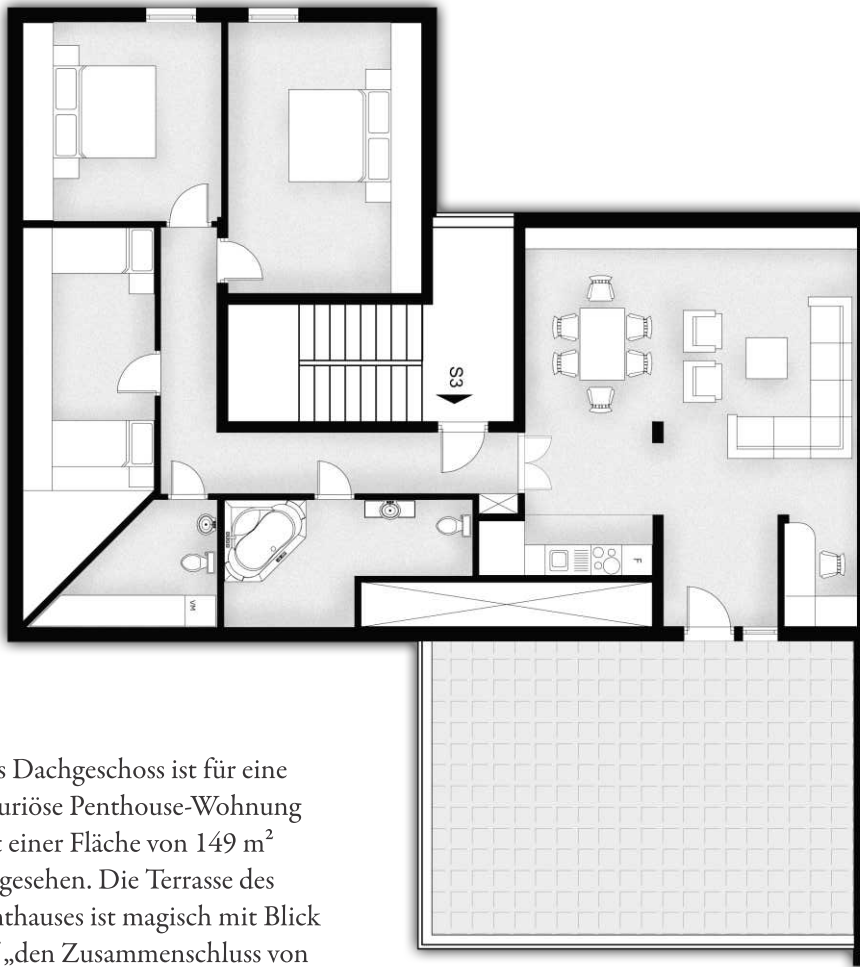 S3
F
VM
s Dachgeschoss ist für eine
uriöse Penthouse-Wohnung
t einer Fläche von 149 m²
gesehen. Die Terrasse des
nthauses ist magisch mit Blick
„den Zusammenschluss von